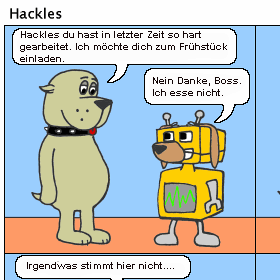 Hackles
Hackles du hast in letzter Zeit so hart
gearbeitet. Ich möchte dich zum Frühstück
einladen.
Nein Danke, Boss.
Ich esse nicht.
Irgendwas stimmt hier nicht....